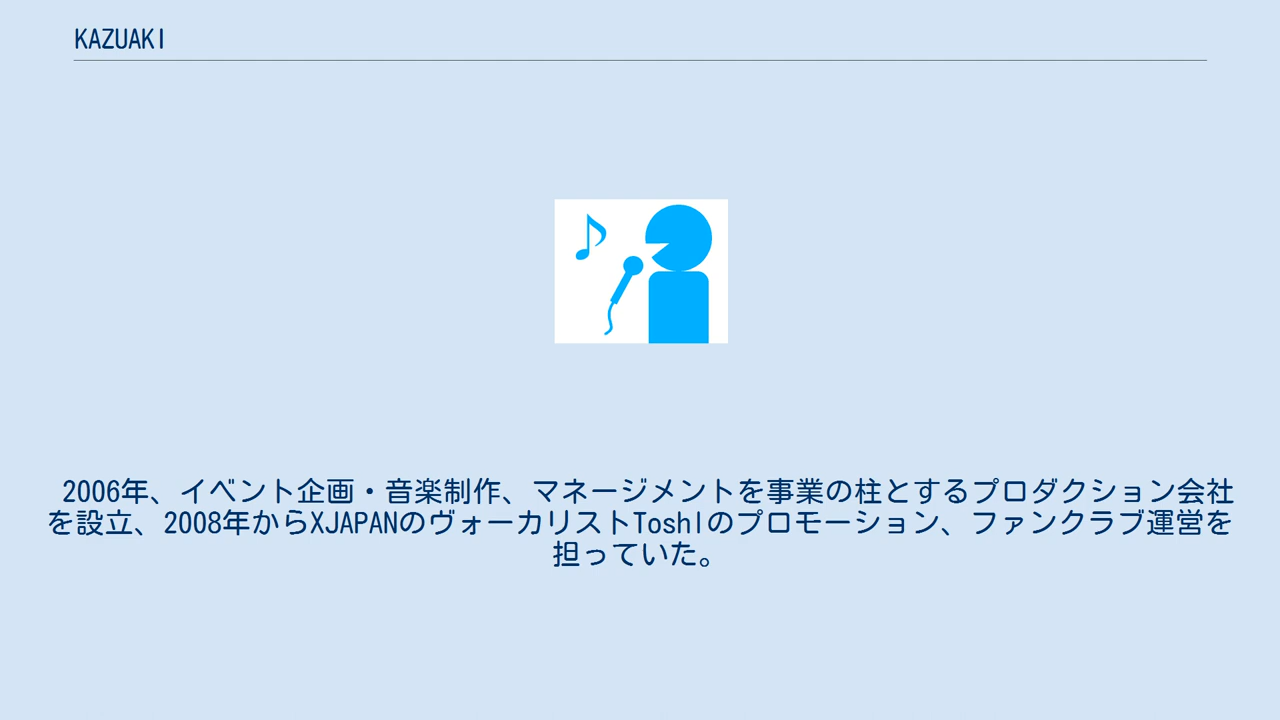 KAZUAKI
2006年、イベント企画・音楽制作、マネージメントを事業の柱とするプロダクション会社
を設立、2008年からXJAPANのヴォーカリストToshlのプロモーション、ファンクラブ運営を
担っていた。